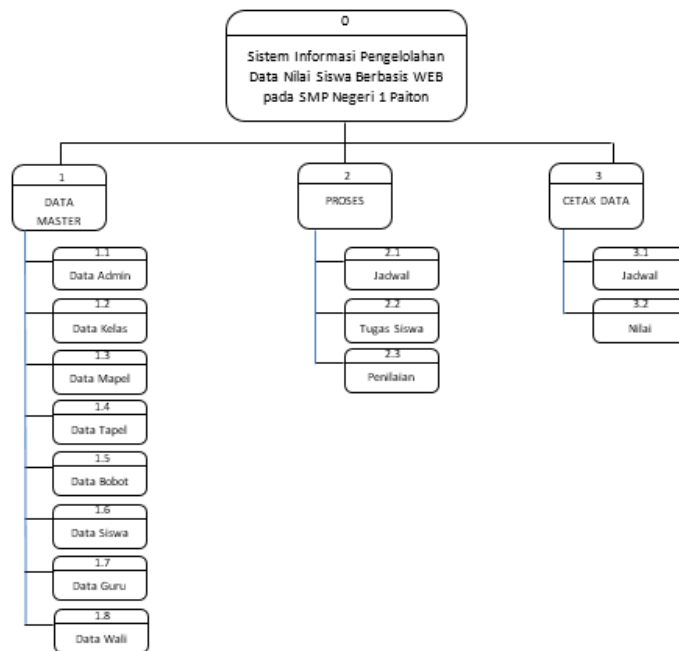 0
Sistem Informasi Pengelolahan
Data Nilai Siswa Berbasis WEB
pada SMP Negeri 1 Paiton
1
DATA
MASTER
1.1
Data Admin
1.2
Data Kelas
1.3
Data Mapel
1.4
Data Tapel
1.5
Data Bobot
1.6
Data Siswa
1.7
Data Guru
1.8
Data Wali
2
PROSES
2.1
Jadwal
2.2
Tugas Siswa
2.3
Penilaian
3
CETAK DATA
3.1
Jadwal
3.2
Nilai